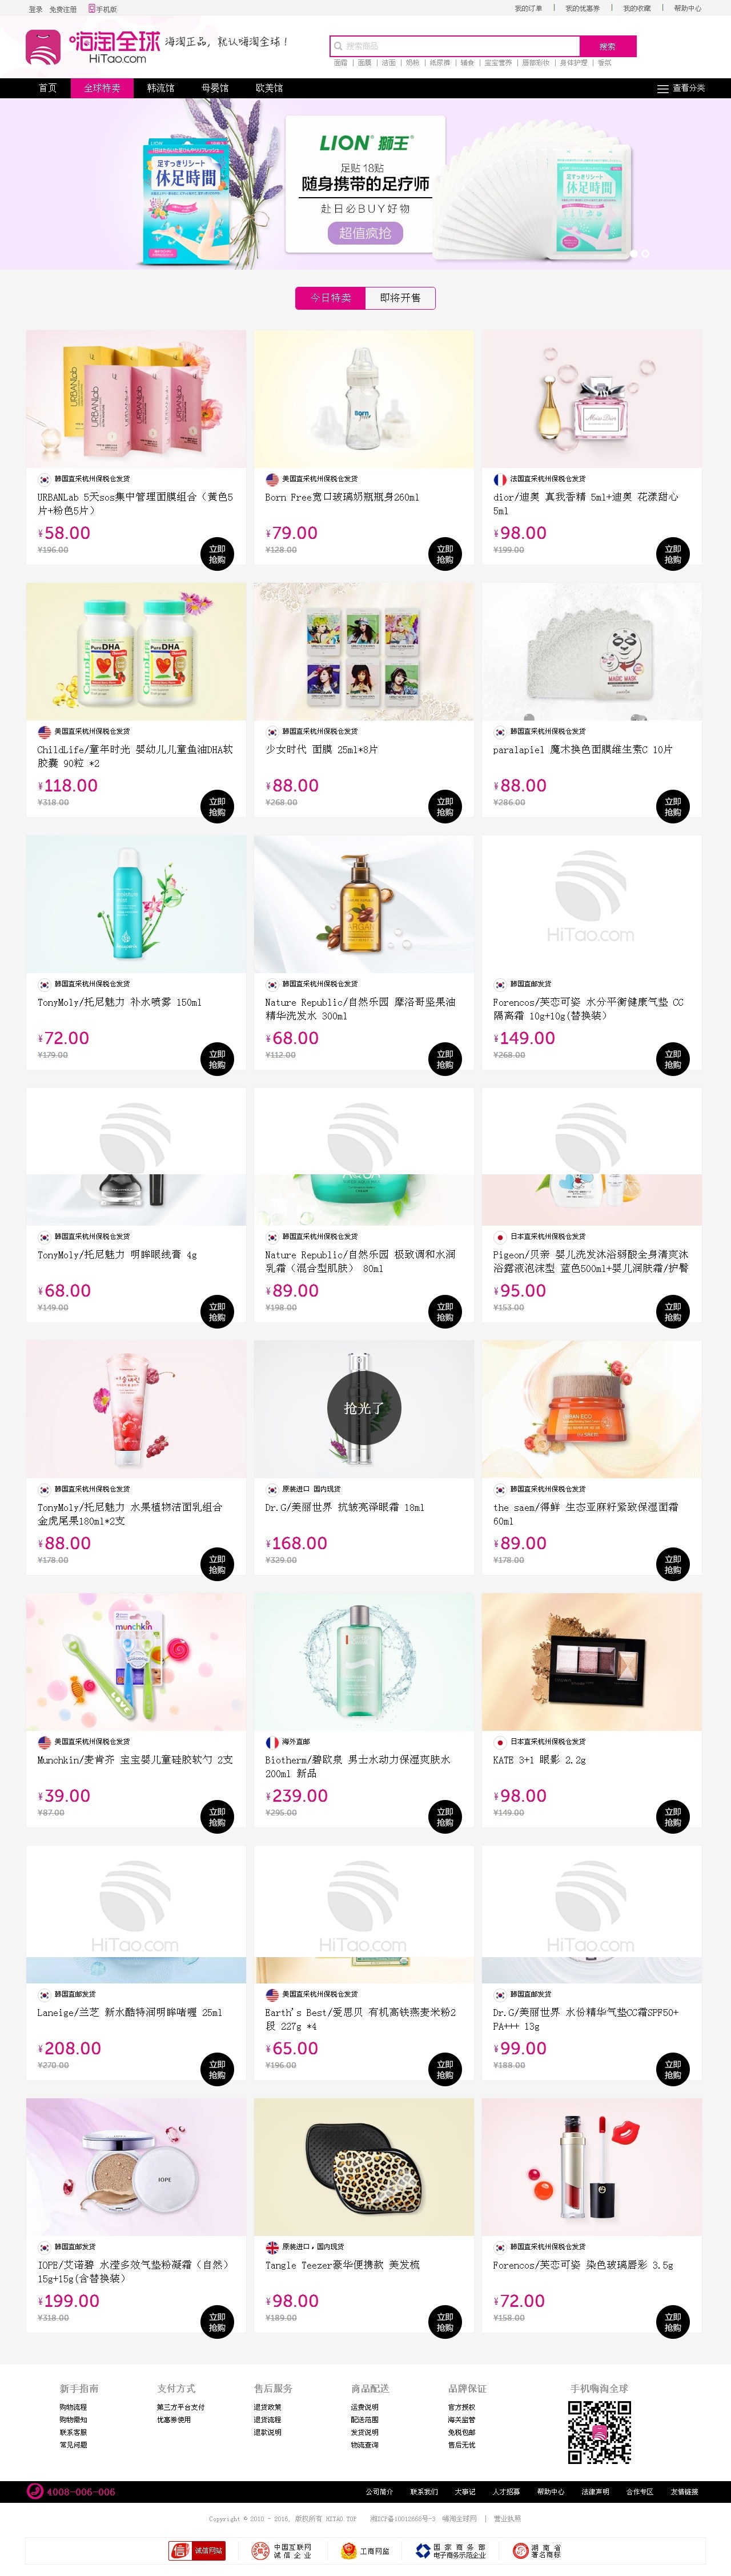 登录 免费注册 手机版 我的订单 | 我的优惠券 | 我的收藏 | 帮助中心
嗨淘全球
HiTao.com
海淘正品，就认嗨淘全球！
搜索商品 搜索
面霜 | 面膜 | 洁面 | 奶粉 | 纸尿裤 | 辅食 | 宝宝营养 | 唇部彩妆 | 身体护理 | 香氛
首页 全球特卖 韩流馆 母婴馆 欧美馆 查看分类
LION 狮王
足贴 18贴
随身携带的足疗师
赴日必BUY好物
超值疯抢
休足時間
休足時間
今日特卖 即将开售
韩国直采杭州保税仓发货
URBANLab 5天sos集中管理面膜组合（黄色5
片+粉色5片）
¥58.00
¥196.00
立即
抢购
美国直采杭州保税仓发货
Born Free宽口玻璃奶瓶瓶身260ml
¥79.00
¥128.00
立即
抢购
法国直采杭州保税仓发货
dior/迪奥 真我香精 5ml+迪奥 花漾甜心
5ml
¥98.00
¥199.00
立即
抢购
美国直采杭州保税仓发货
ChildLife/童年时光 婴幼儿儿童鱼油DHA软
胶囊 90粒 *2
¥118.00
¥318.00
立即
抢购
韩国直采杭州保税仓发货
少女时代 面膜 25ml*8片
¥88.00
¥268.00
立即
抢购
MAGIC MASK
韩国直采杭州保税仓发货
paralapiel 魔术换色面膜维生素C 10片
¥88.00
¥286.00
立即
抢购
韩国直采杭州保税仓发货
TonyMoly/托尼魅力 补水喷雾 150ml
¥72.00
¥179.00
立即
抢购
ARGAN
韩国直采杭州保税仓发货
Nature Republic/自然乐园 摩洛哥坚果油
精华洗发水 300ml
¥68.00
¥112.00
立即
抢购
HiTao.com
韩国直邮发货
Forencos/芙恋可姿 水分平衡健康气垫 CC
隔离霜 10g+10g(替换装)
¥149.00
¥268.00
立即
抢购
韩国直采杭州保税仓发货
TonyMoly/托尼魅力 明眸眼线膏 4g
¥68.00
¥149.00
立即
抢购
韩国直采杭州保税仓发货
Nature Republic/自然乐园 极致调和水润
乳霜（混合型肌肤） 80ml
¥89.00
¥198.00
立即
抢购
日本直采杭州保税仓发货
Pigeon/贝亲 婴儿洗发沐浴弱酸全身清爽沐
浴露液泡沫型 蓝色500ml+婴儿润肤霜/护臀
¥95.00
¥153.00
立即
抢购
韩国直采杭州保税仓发货
TonyMoly/托尼魅力 水果植物洁面乳组合
金虎尾果180ml*2支
¥88.00
¥178.00
立即
抢购
抢光了
原装进口 国内现货
Dr.G/美丽世界 抗皱亮泽眼霜 18ml
¥168.00
¥329.00
韩国直采杭州保税仓发货
the saem/得鲜 生态亚麻籽紧致保湿面霜
60ml
¥89.00
¥178.00
立即
抢购
munchkin
美国直采杭州保税仓发货
Munchkin/麦肯齐 宝宝婴儿童硅胶软勺 2支
¥39.00
¥87.00
立即
抢购
海外直邮
Biotherm/碧欧泉 男士水动力保湿爽肤水
200ml 新品
¥239.00
¥295.00
立即
抢购
日本直采杭州保税仓发货
KATE 3+1 眼影 2.2g
¥98.00
¥149.00
立即
抢购
HiTao.com
韩国直邮发货
Laneige/兰芝 新水酷特润明眸啫喱 25ml
¥208.00
¥270.00
立即
抢购
HiTao.com
美国直采杭州保税仓发货
Earth's Best/爱思贝 有机高铁燕麦米粉2
段 227g *4
¥65.00
¥196.00
立即
抢购
HiTao.com
韩国直邮发货
Dr.G/美丽世界 水份精华气垫CC霜SPF50+
PA+++ 13g
¥99.00
¥188.00
立即
抢购
IOPE
韩国直邮发货
IOPE/艾诺碧 水滢多效气垫粉凝霜（自然）
15g+15g(含替换装)
¥199.00
¥318.00
立即
抢购
原装进口，国内现货
Tangle Teezer豪华便携款 美发梳
¥98.00
¥189.00
立即
抢购
韩国直采杭州保税仓发货
Forencos/芙恋可姿 染色玻璃唇彩 3.5g
¥72.00
¥158.00
立即
抢购
新手指南 支付方式 售后服务 商品配送 品牌保证 手机嗨淘全球
购物流程 第三方平台支付 退货政策 运费说明 官方授权
购物需知 优惠券使用 退货流程 配送范围 海关监管
联系客服 退款说明 发货说明 免税包邮
常见问题 物流查询 售后无忧
4008-006-006 公司简介 联系我们 大事记 人才招募 帮助中心 法律声明 合作专区 友情链接
Copyright © 2010 - 2016, 版权所有 HITAO.TOP 湘ICP备10012668号-3 嗨淘全球网 | 营业执照
诚信网站
中国互联网
诚信企业
工商网监
国家商务部
电子商务示范企业
湖南省
著名商标